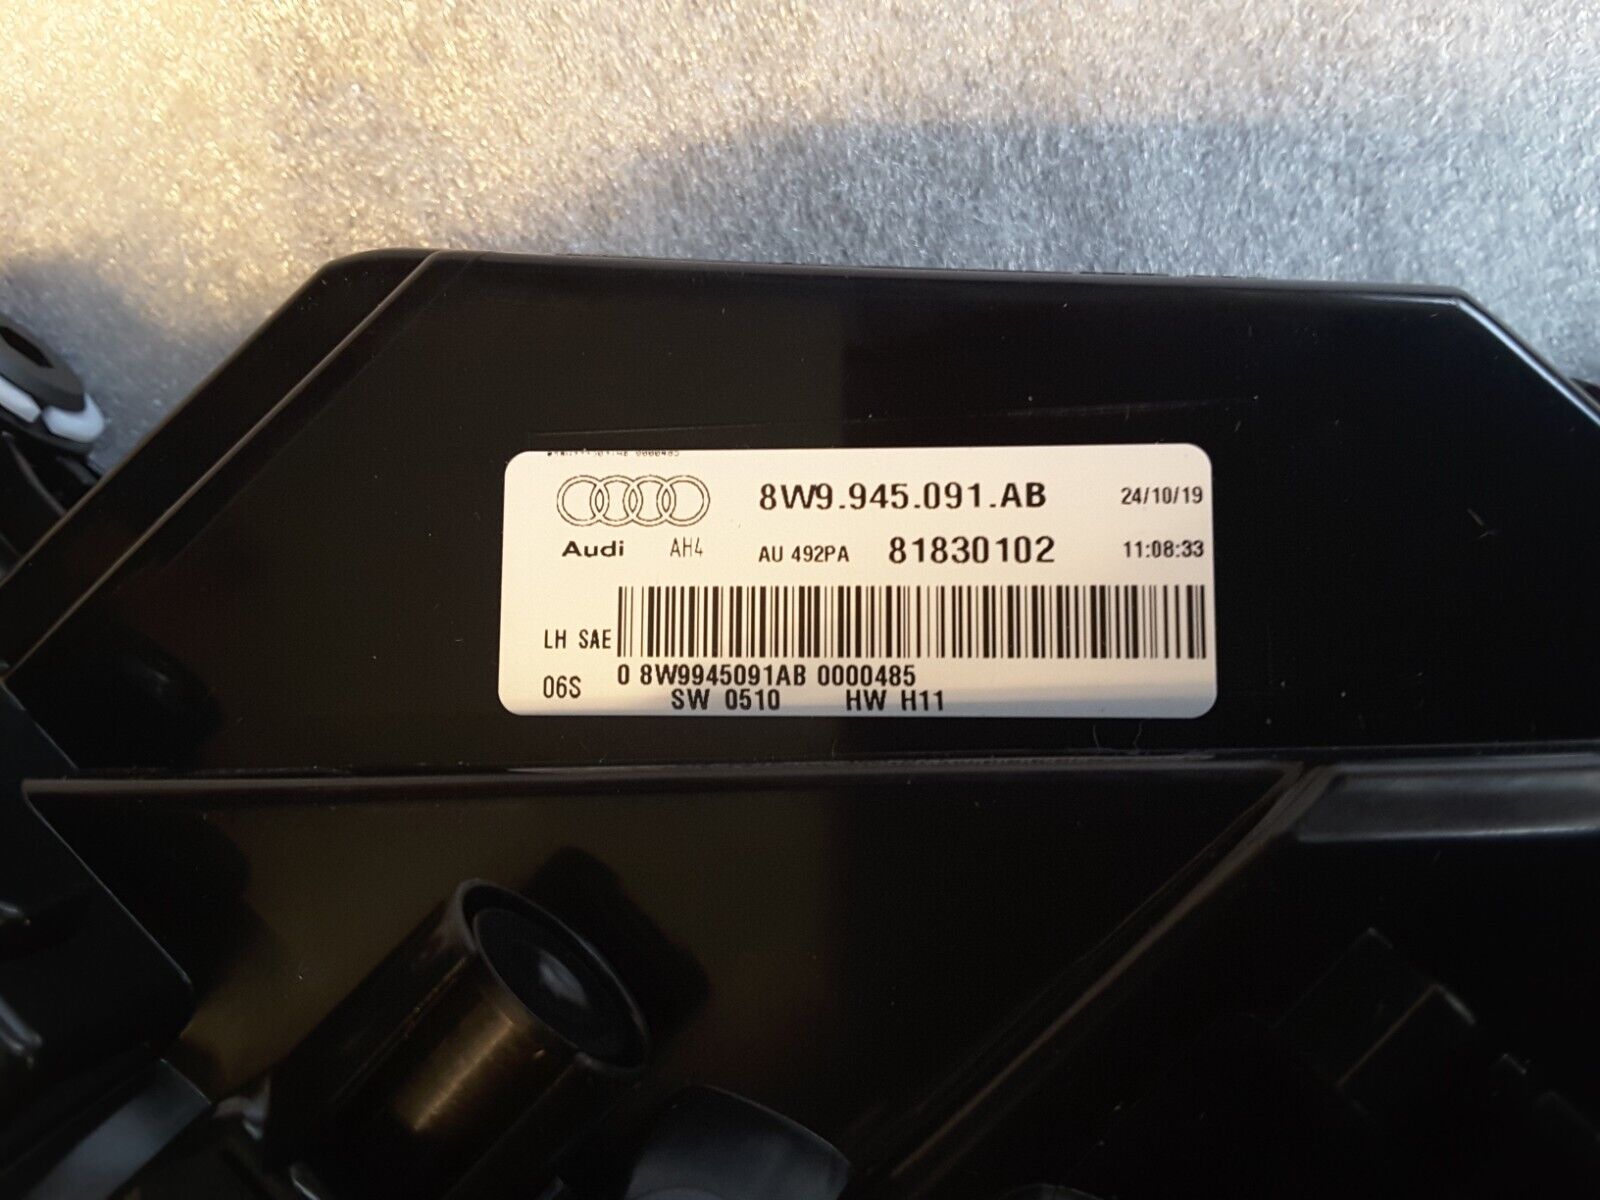 8W9.945.091.AB 24/10/19
Audi AH4 AU 492PA 81830102 11:08:33
LH SAE
06S 0 8W9945091AB 0000485
SW 0510 HW H11